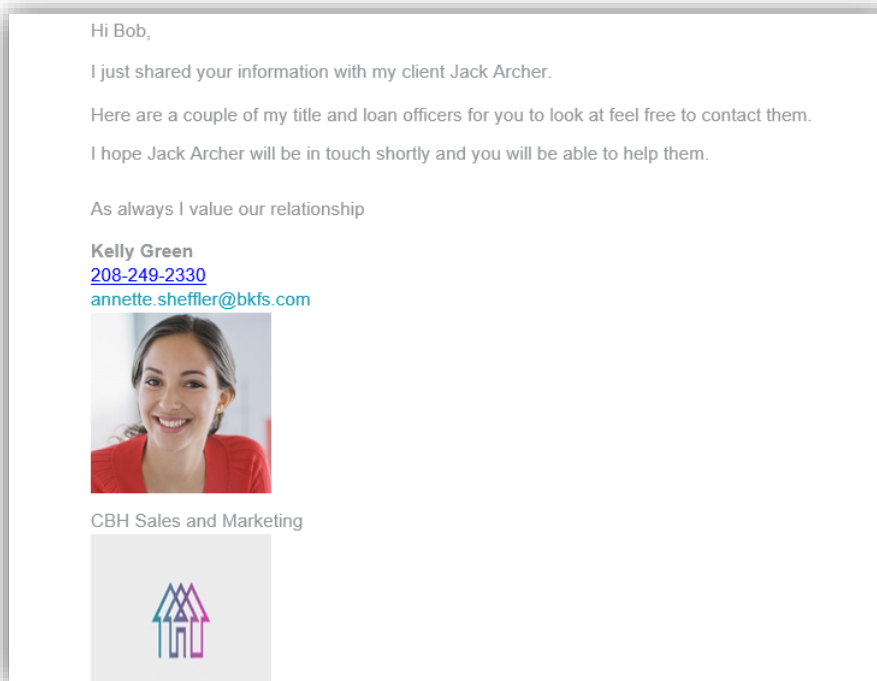 Hi Bob,
I just shared your information with my client Jack Archer.
Here are a couple of my title and loan officers for you to look at feel free to contact them.
I hope Jack Archer will be in touch shortly and you will be able to help them.
As always I value our relationship
Kelly Green
208-249-2330
annette.sheffler@bkfs.com
CBH Sales and Marketing